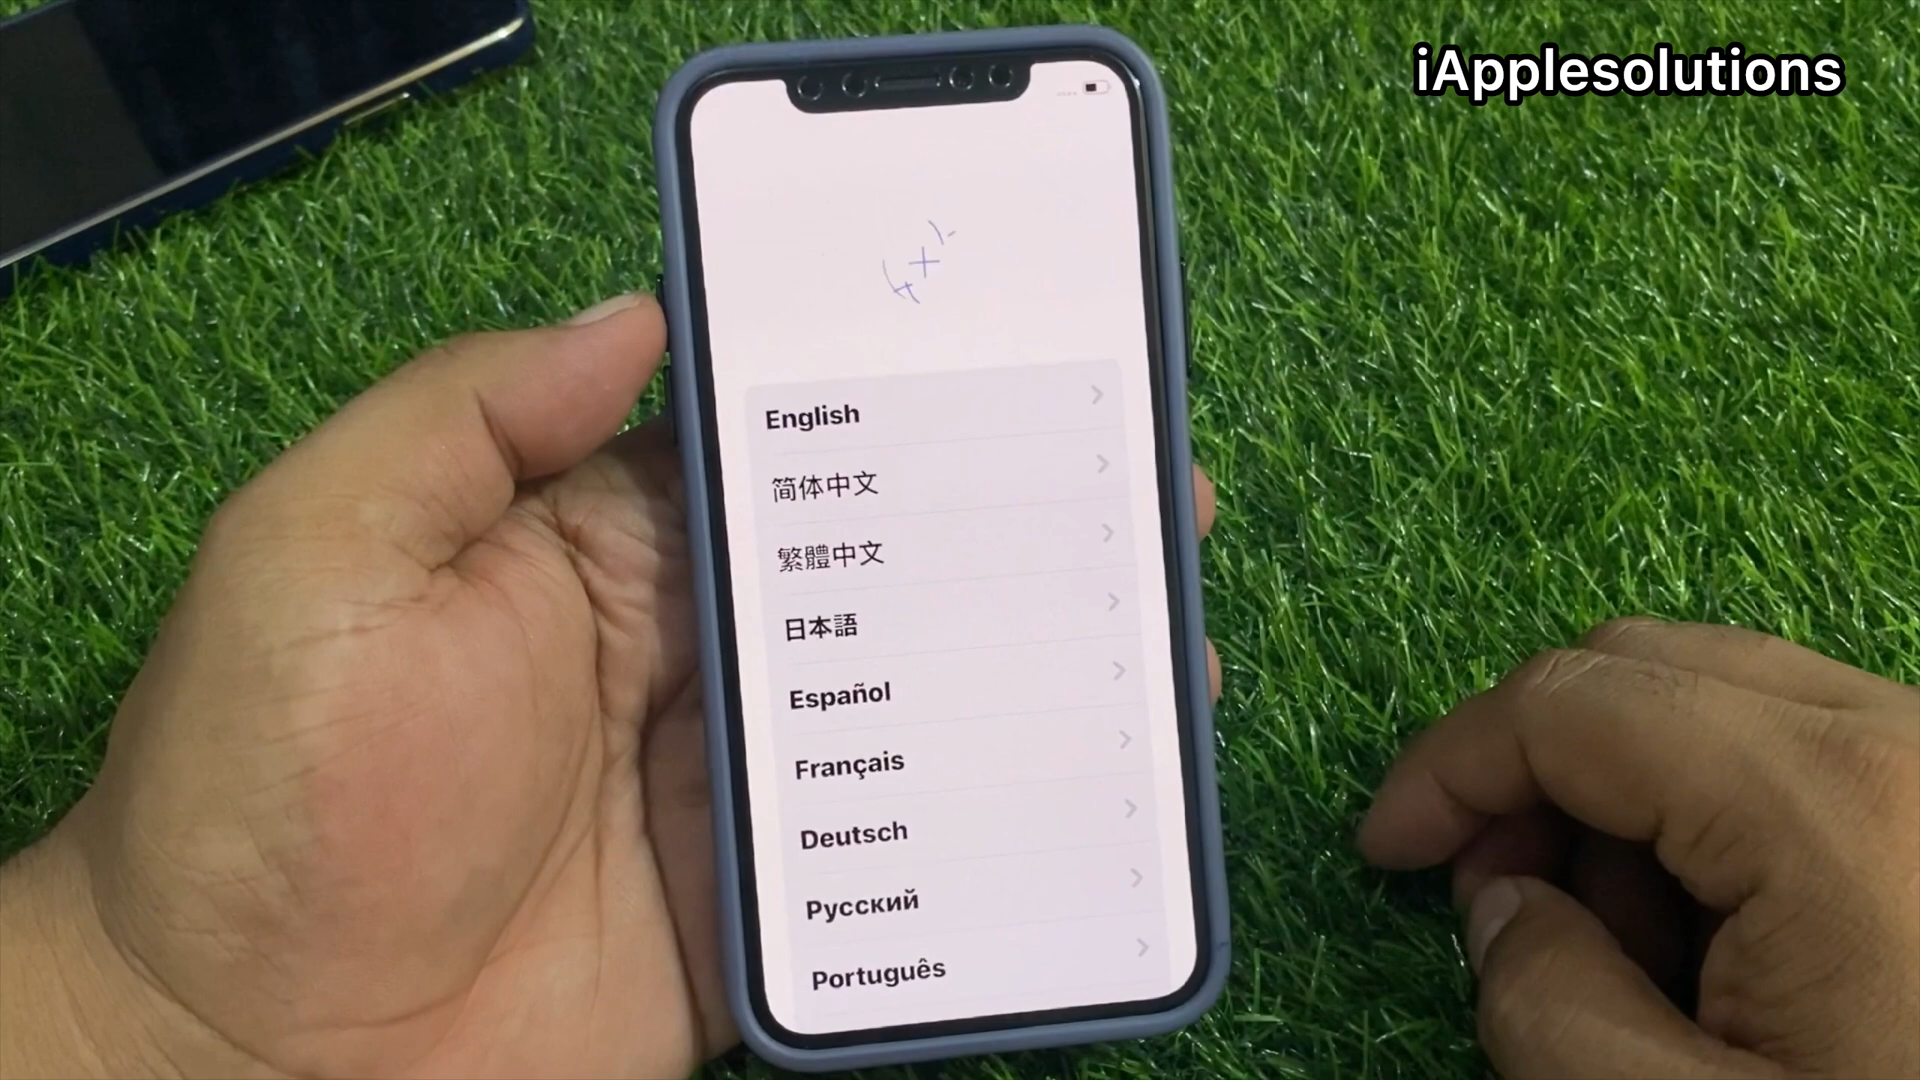 iApplesolutions
English
简体中文
繁體中文
日本語
Español
Français
Deutsch
Русский
Português